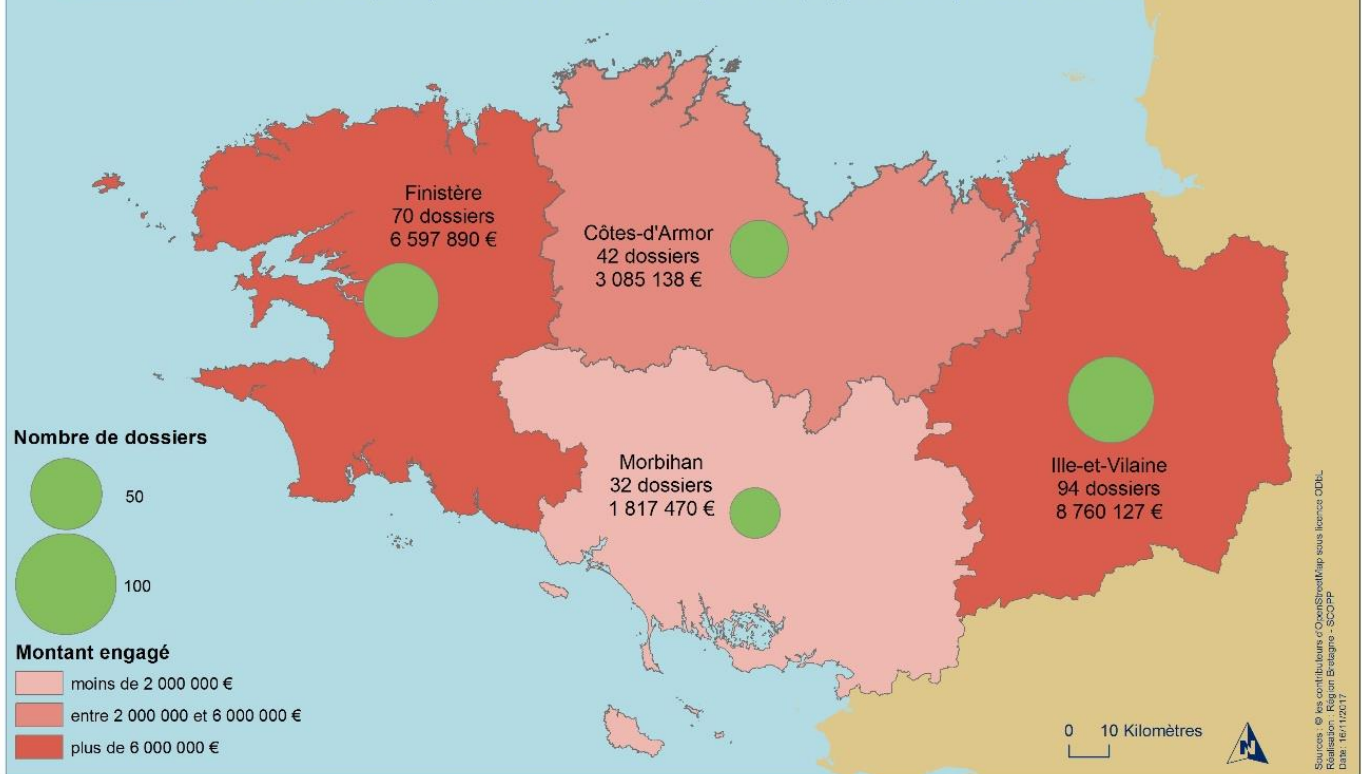 Finistère
70 dossiers
6 597 890 €
Côtes-d'Armor
42 dossiers
3 085 138 €
Morbihan
32 dossiers
1 817 470 €
Ille-et-Vilaine
94 dossiers
8 760 127 €
Nombre de dossiers
50
100
Montant engagé
moins de 2 000 000 €
entre 2 000 000 et 6 000 000 €
plus de 6 000 000 €
0 10 Kilomètres
N
Sources : © les contributeurs d'OpenStreetMap sous licence ODbL
Réalisation : Région Bretagne - SCOPP
Date : 16/11/2017